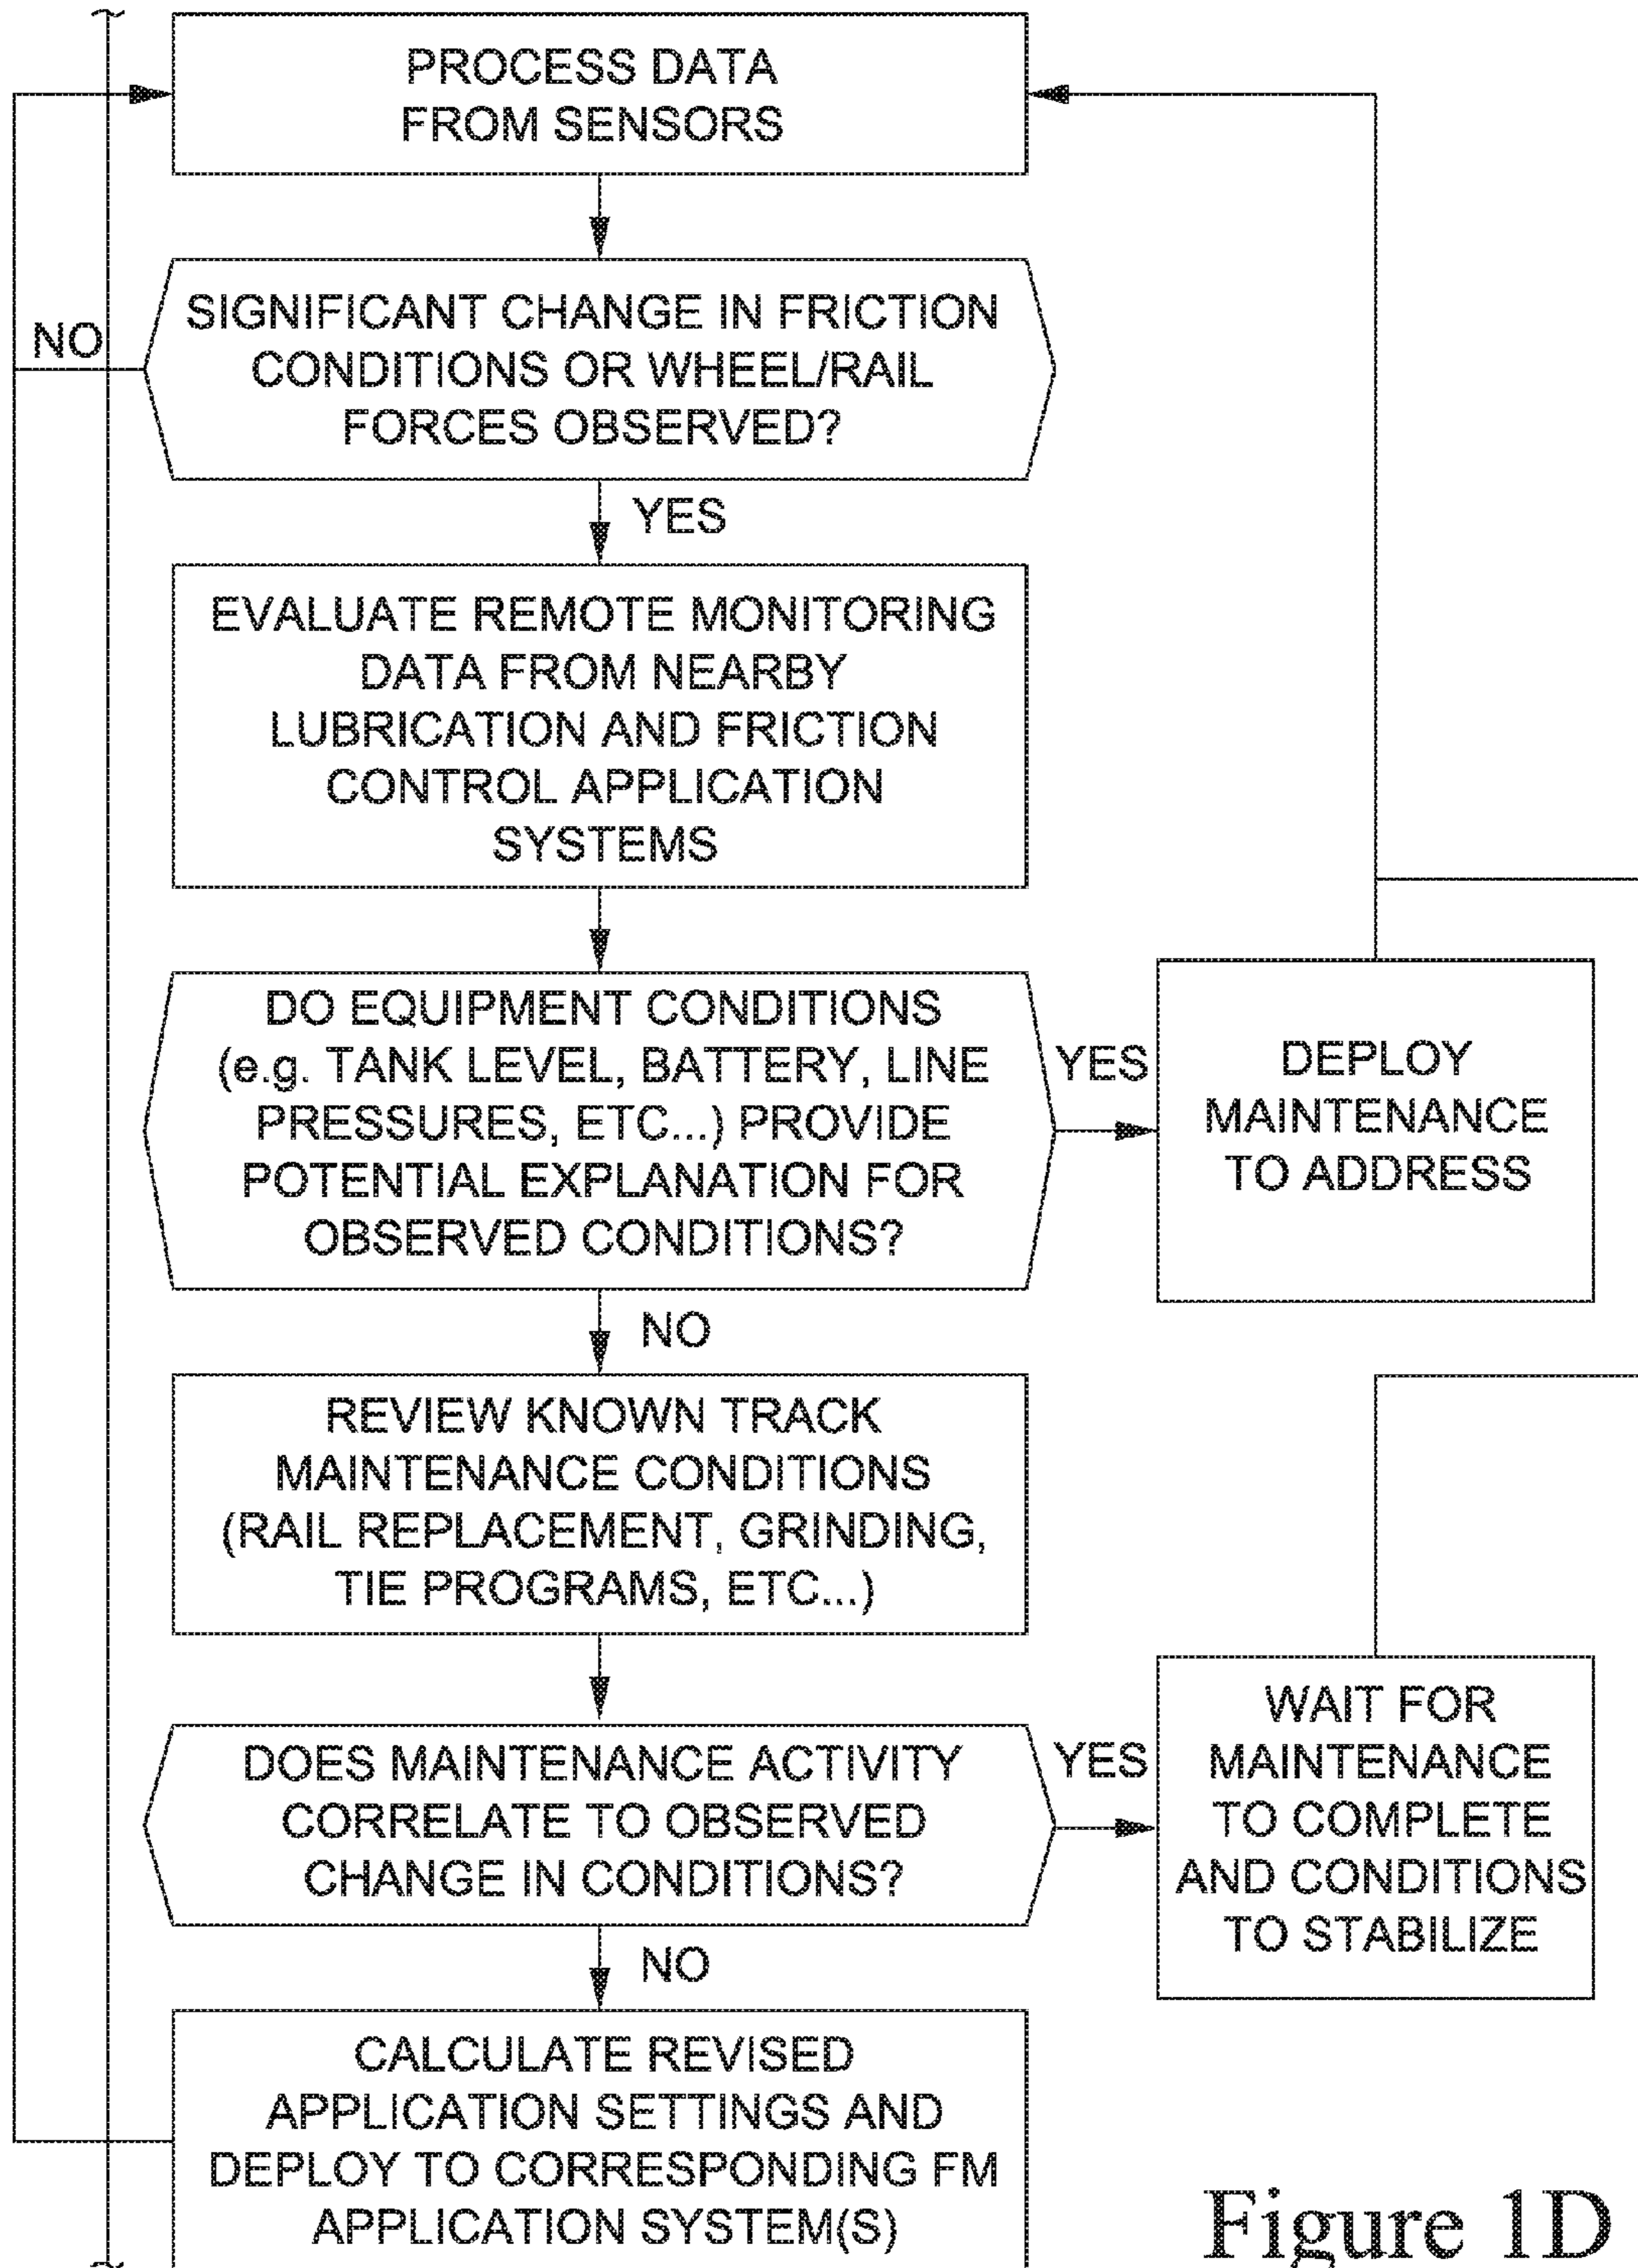 PROCESS DATA
FROM SENSORS
SIGNIFICANT CHANGE IN FRICTION
CONDITIONS OR WHEEL/RAIL
FORCES OBSERVED?
NO
YES
EVALUATE REMOTE MONITORING
DATA FROM NEARBY
LUBRICATION AND FRICTION
CONTROL APPLICATION
SYSTEMS
DO EQUIPMENT CONDITIONS
(e.g. TANK LEVEL, BATTERY, LINE
PRESSURES, ETC...) PROVIDE
POTENTIAL EXPLANATION FOR
OBSERVED CONDITIONS?
YES
DEPLOY
MAINTENANCE
TO ADDRESS
NO
REVIEW KNOWN TRACK
MAINTENANCE CONDITIONS
(RAIL REPLACEMENT, GRINDING,
TIE PROGRAMS, ETC...)
DOES MAINTENANCE ACTIVITY
CORRELATE TO OBSERVED
CHANGE IN CONDITIONS?
YES
WAIT FOR
MAINTENANCE
TO COMPLETE
AND CONDITIONS
TO STABILIZE
NO
CALCULATE REVISED
APPLICATION SETTINGS AND
DEPLOY TO CORRESPONDING FM
APPLICATION SYSTEM(S)
Figure 1D